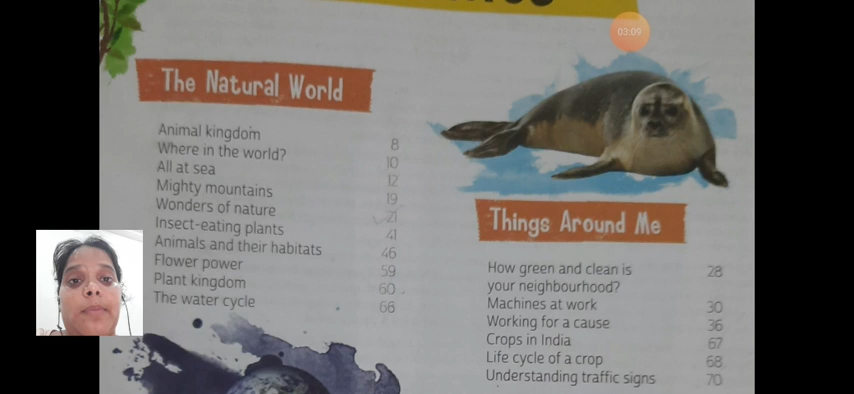 03:09
The Natural World
Animal kingdom 8
Where in the world? 10
All at sea 12
Mighty mountains 19
Wonders of nature 21
Insect-eating plants 41
Animals and their habitats 46
Flower power 59
Plant kingdom 60
The water cycle 66
Things Around Me
How green and clean is 28
your neighbourhood?
Machines at work 30
Working for a cause 36
Crops in India 67
Life cycle of a crop 68
Understanding traffic signs 70